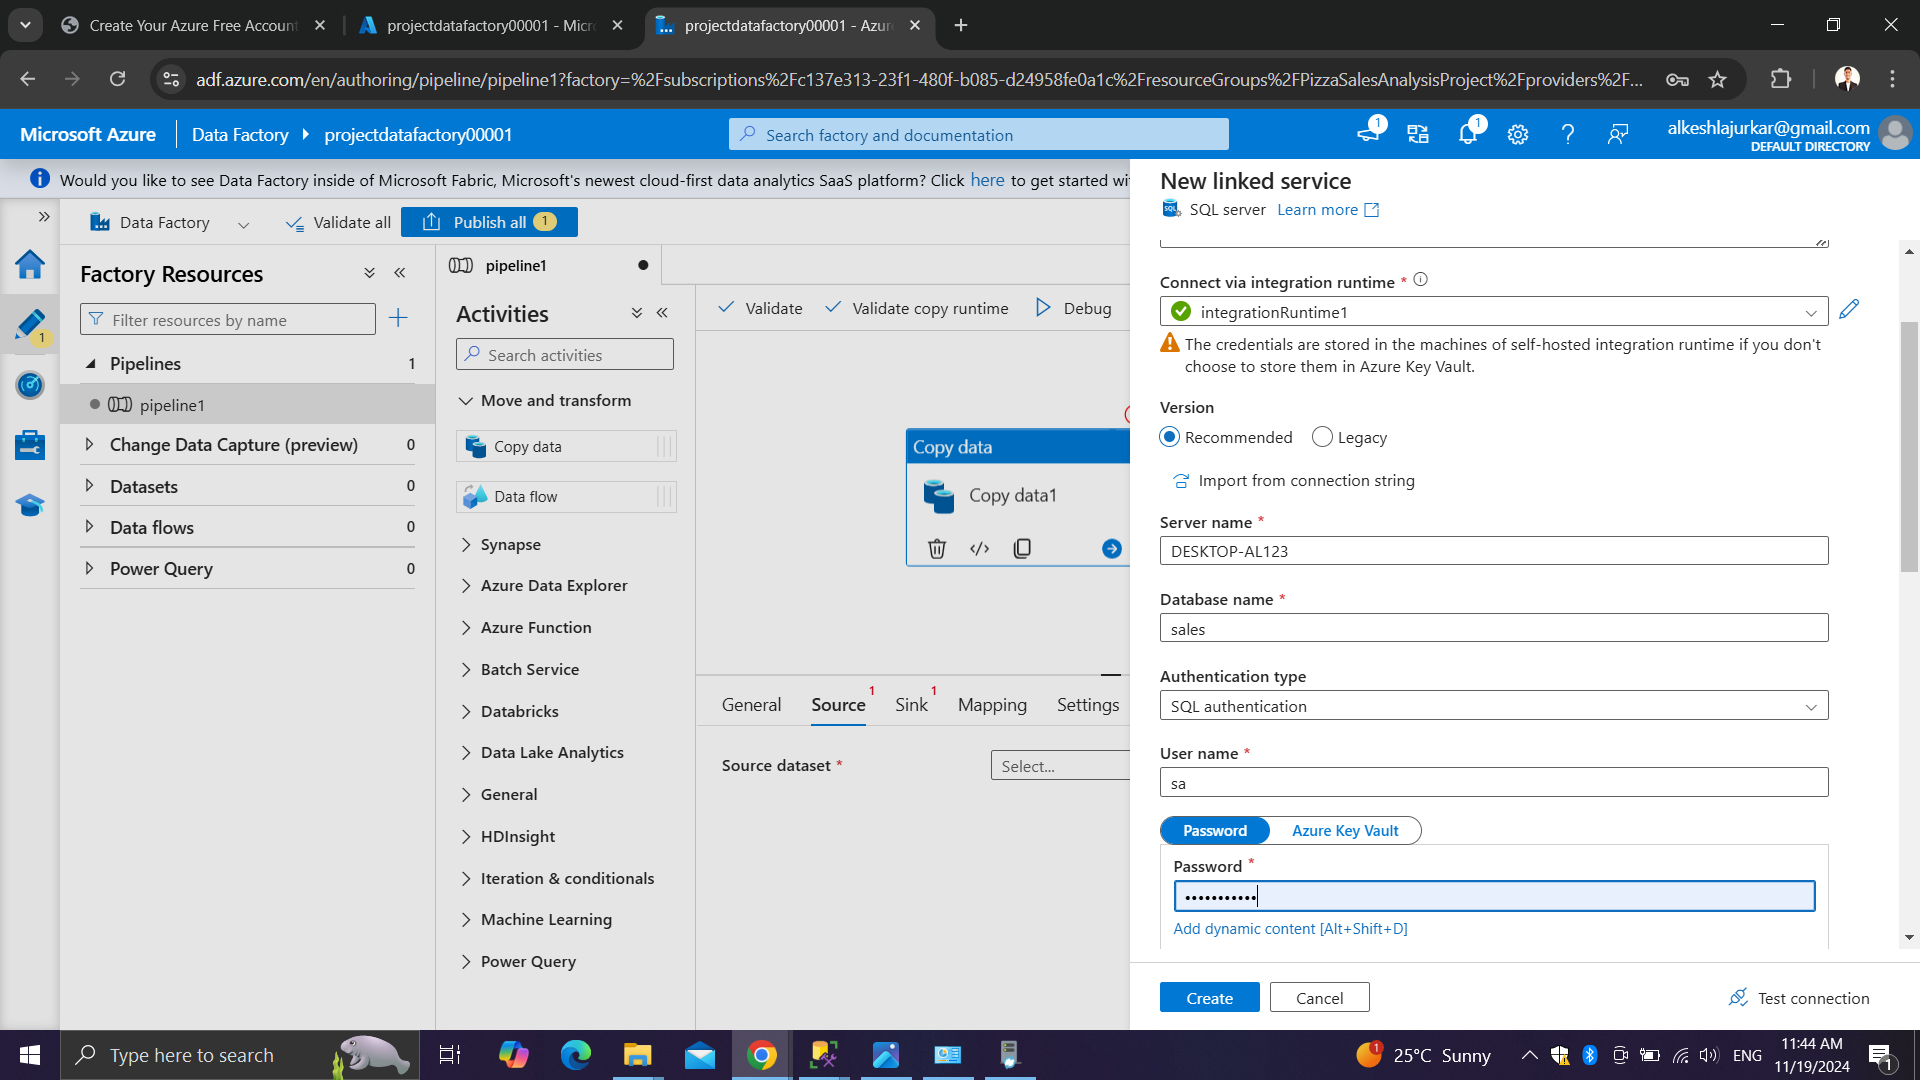 Create Your Azure Free Account
projectdatafactory00001 - Micr
projectdatafactory00001 - Azur
adf.azure.com/en/authoring/pipeline/pipeline1?factory=%2Fsubscriptions%2Fc137e313-23f1-480f-b085-d24958fe0a1c%2FresourceGroups%2FPizzaSalesAnalysisProject%2Fproviders%2F...
Microsoft Azure
Data Factory
projectdatafactory00001
Search factory and documentation
1
1
alkeshlajurkar@gmail.com
DEFAULT DIRECTORY
Would you like to see Data Factory inside of Microsoft Fabric, Microsoft's newest cloud-first data analytics SaaS platform? Click here to get started wi
Data Factory
Validate all
Publish all 1
Factory Resources
Filter resources by name
1
Pipelines 1
pipeline1
Change Data Capture (preview) 0
Datasets 0
Data flows 0
Power Query 0
pipeline1
Activities
Search activities
Move and transform
Copy data
Data flow
Synapse
Azure Data Explorer
Azure Function
Batch Service
Databricks
Data Lake Analytics
General
HDInsight
Iteration & conditionals
Machine Learning
Power Query
Validate
Validate copy runtime
Debug
Copy data
Copy data1
General
Source 1
Sink 1
Mapping
Settings
Source dataset *
Select...
New linked service
SQL server Learn more
Connect via integration runtime *
integrationRuntime1
The credentials are stored in the machines of self-hosted integration runtime if you don't
choose to store them in Azure Key Vault.
Version
Recommended
Legacy
Import from connection string
Server name *
DESKTOP-AL123
Database name *
sales
Authentication type
SQL authentication
User name *
sa
Password
Azure Key Vault
Password *
•••••••••••
Add dynamic content [Alt+Shift+D]
Create
Cancel
Test connection
Type here to search
1
25°C Sunny
ENG
11:44 AM
11/19/2024
1